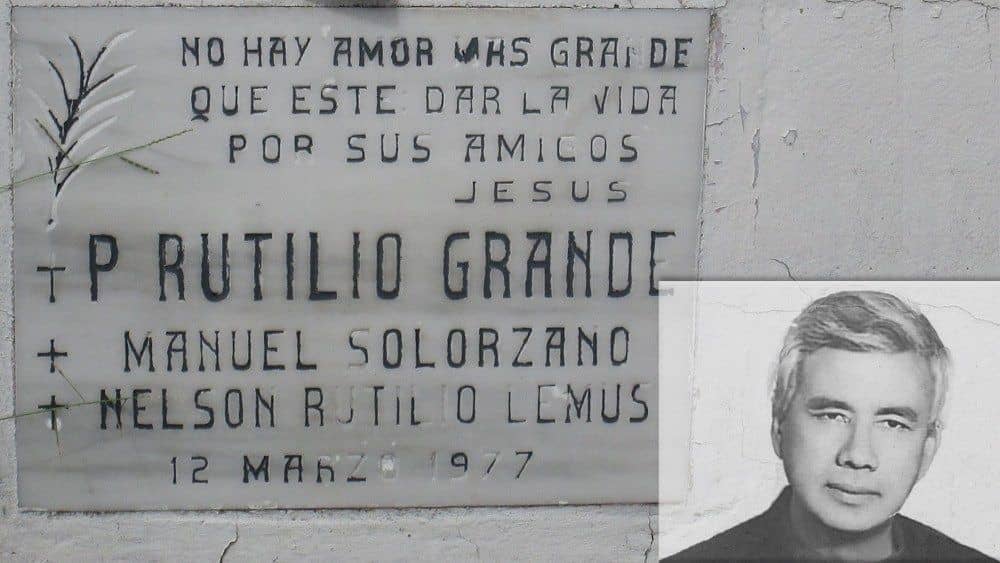 NO HAY AMOR MAS GRANDE
QUE ESTE DAR LA VIDA
POR SUS AMIGOS
JESUS
P RUTILIO GRANDE
MANUEL SOLORZANO
NELSON RUTILIO LEMUS
12 MARZO 1977